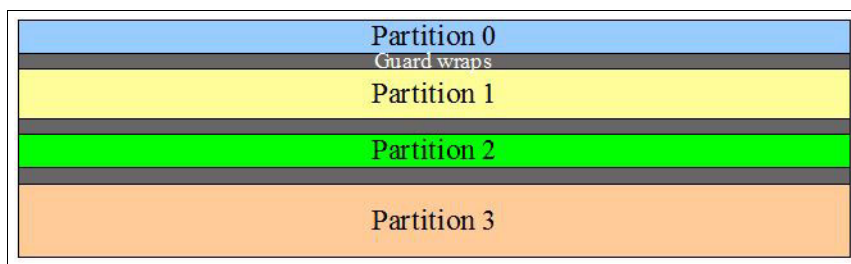 Partition 0
Guard wraps
Partition 1
Partition 2
Partition 3